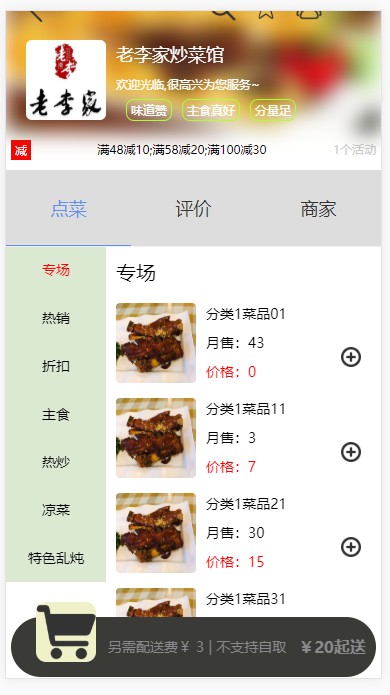 老李家
老李家炒菜馆
欢迎光临,很高兴为您服务~
味道赞 主食真好 分量足
减 满48减10;满58减20;满100减30 1个活动
点菜 评价 商家
专场
热销
折扣
主食
热炒
凉菜
特色乱炖
专场
分类1菜品01
月售：43
价格：0
分类1菜品11
月售：3
价格：7
分类1菜品21
月售：30
价格：15
分类1菜品31
另需配送费￥ 3 | 不支持自取 ￥20起送